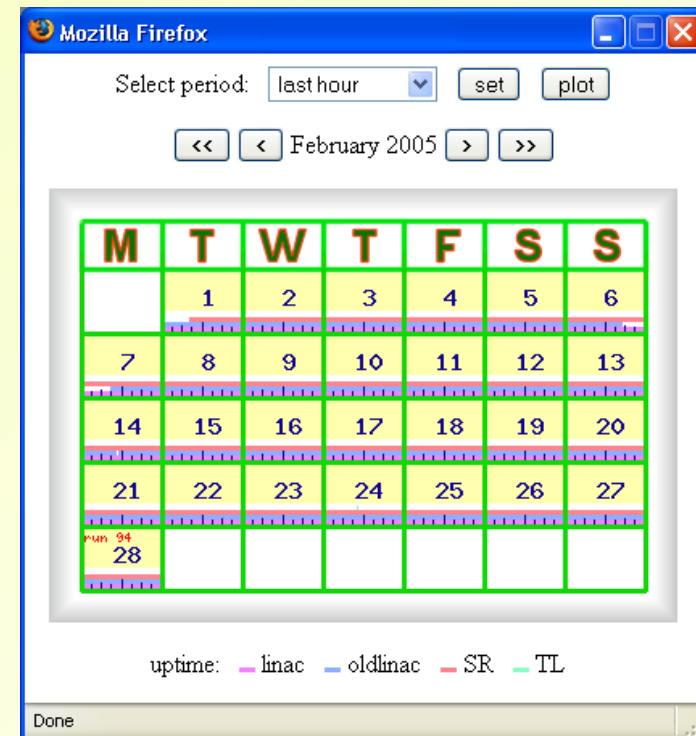 Mozilla Firefox
Select period: last hour set plot
<< < February 2005 > >>
M T W T F S S
1 2 3 4 5 6
7 8 9 10 11 12 13
14 15 16 17 18 19 20
21 22 23 24 25 26 27
run 94
28
uptime: linac oldlinac SR TL
Done